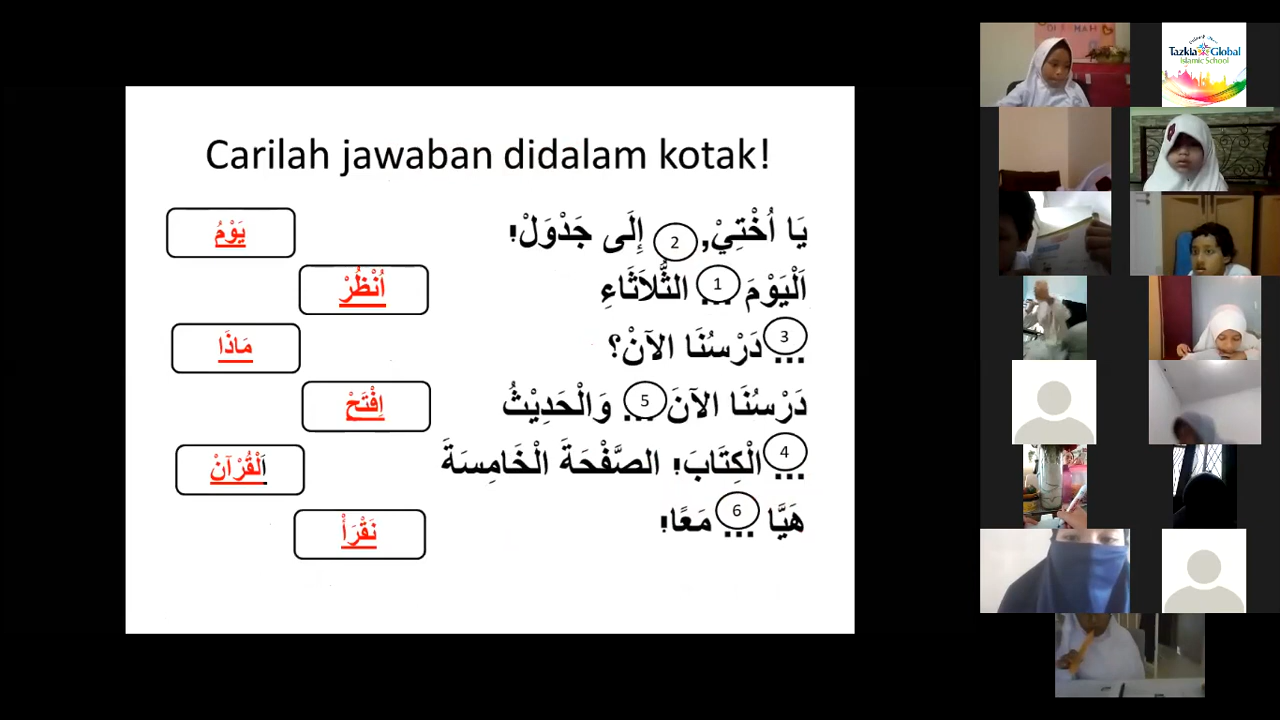 Carilah jawaban didalam kotak!
يَا أُخْتِيْ, 2 إِلَى جَدْوَلْ!
يَوْمُ
اَلْيَوْمَ ... 1 الثُّلاَثَاءِ
اُنْظُرْ
... 3 دَرْسُنَا الآنْ؟
مَاذَا
دَرْسُنَا الآنَ ... 5 وَالْحَدِيْثُ
اِفْتَحْ
... 4 الْكِتَابَ! الصَّفْحَةَ الْخَامِسَةَ
اَلْقُرْآنْ
هَيَّا ... 6 مَعًا!
نَقْرَأْ
Tazkia Global
Islamic School